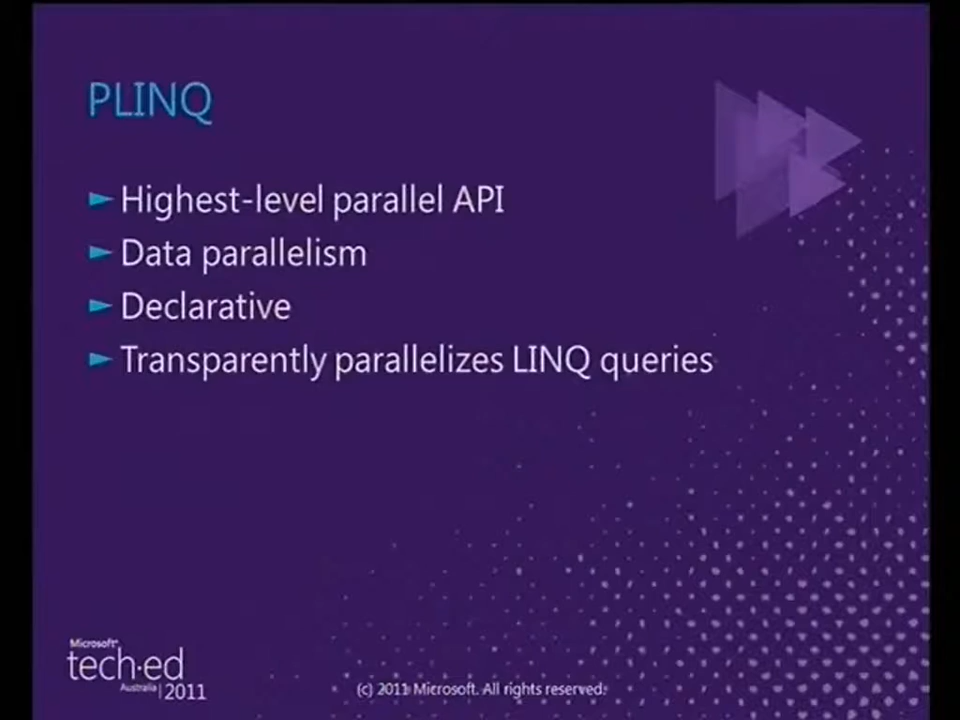 PLINQ
Highest-level parallel API
Data parallelism
Declarative
Transparently parallelizes LINQ queries
Microsoft®
tech·ed
Australia | 2011
(c) 2011 Microsoft. All rights reserved.